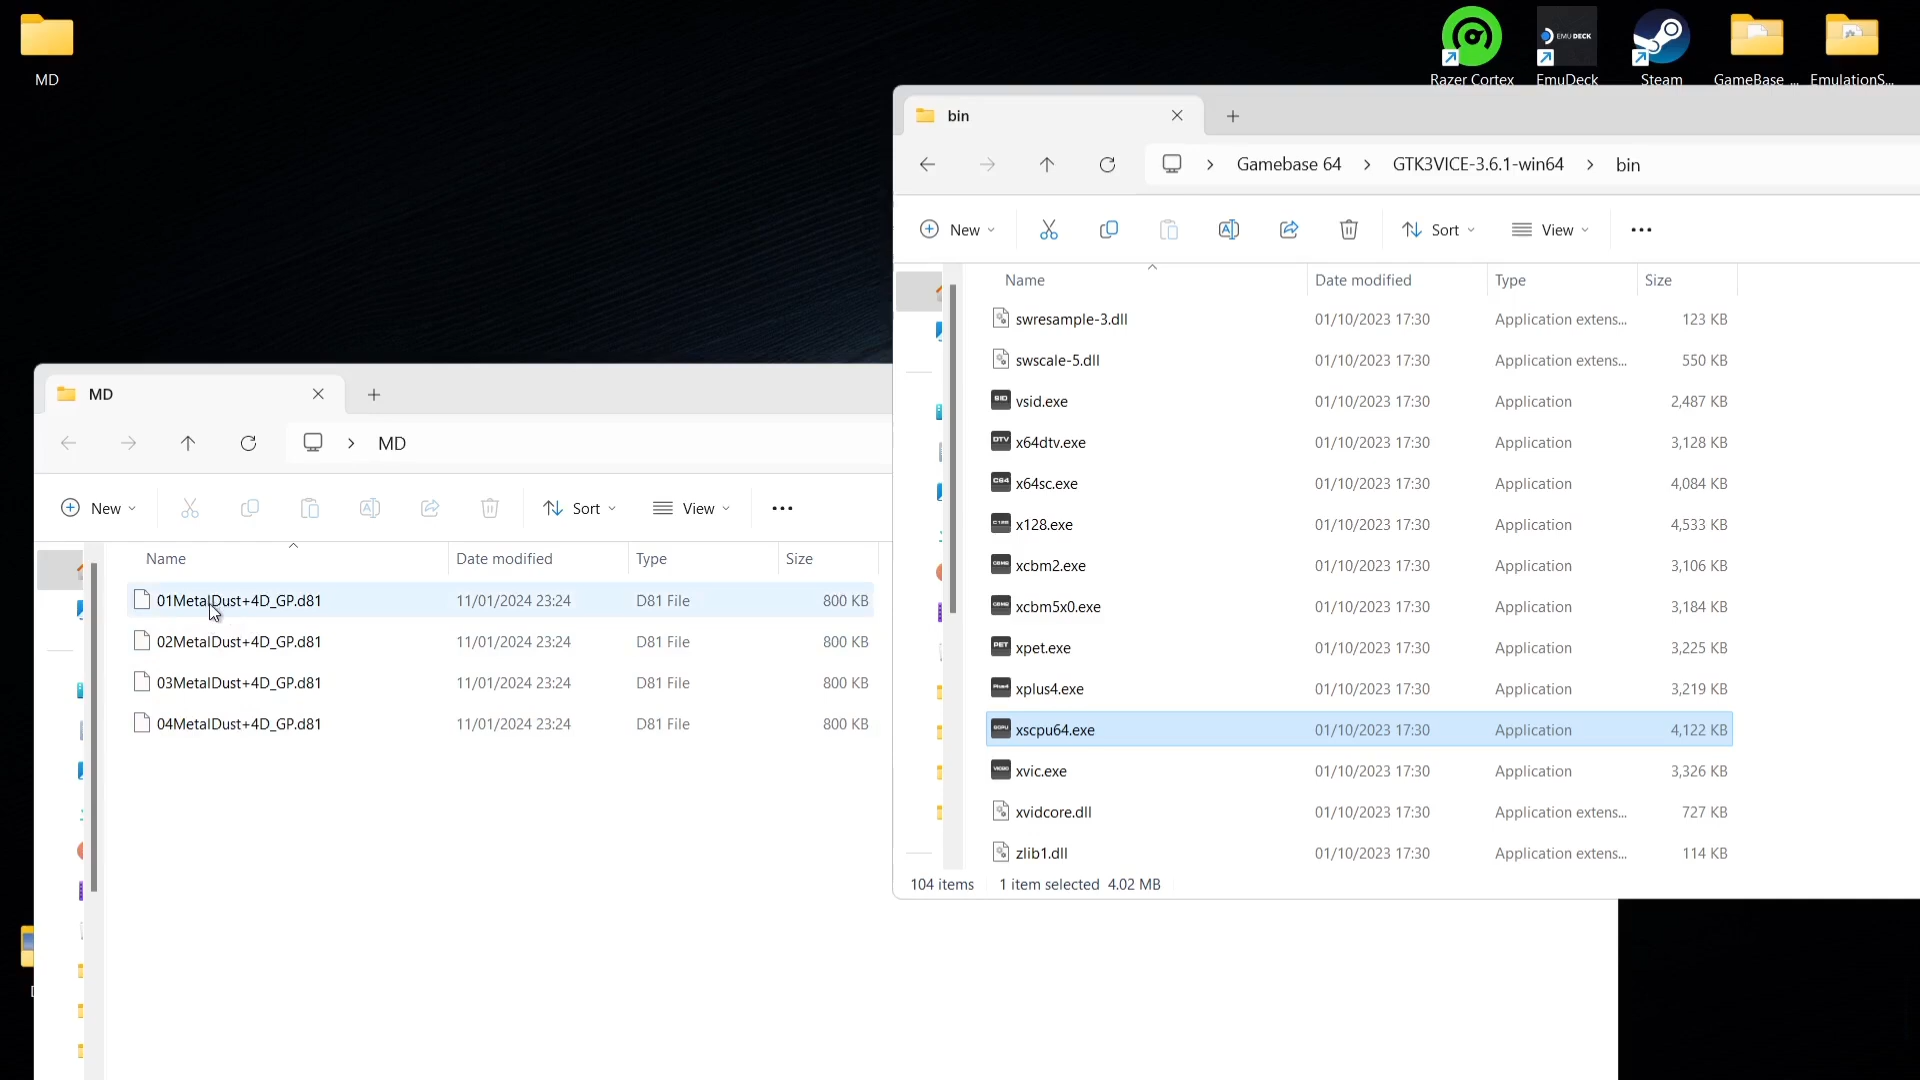 MD
Razer Cortex
EMUDECK
EmuDeck
Steam
GameBase ...
EmulationS...
bin
Gamebase 64 > GTK3VICE-3.6.1-win64 > bin
New
Sort
View
Name Date modified Type Size
swresample-3.dll 01/10/2023 17:30 Application extens... 123 KB
swscale-5.dll 01/10/2023 17:30 Application extens... 550 KB
SID vsid.exe 01/10/2023 17:30 Application 2,487 KB
DTV x64dtv.exe 01/10/2023 17:30 Application 3,128 KB
C64 x64sc.exe 01/10/2023 17:30 Application 4,084 KB
C128 x128.exe 01/10/2023 17:30 Application 4,533 KB
xcbm2.exe 01/10/2023 17:30 Application 3,106 KB
xcbm5x0.exe 01/10/2023 17:30 Application 3,184 KB
PET xpet.exe 01/10/2023 17:30 Application 3,225 KB
Plus4 xplus4.exe 01/10/2023 17:30 Application 3,219 KB
SCPU xscpu64.exe 01/10/2023 17:30 Application 4,122 KB
xvic.exe 01/10/2023 17:30 Application 3,326 KB
xvidcore.dll 01/10/2023 17:30 Application extens... 727 KB
zlib1.dll 01/10/2023 17:30 Application extens... 114 KB
104 items 1 item selected 4.02 MB
MD
> MD
New
Sort
View
Name Date modified Type Size
01MetalDust+4D_GP.d81 11/01/2024 23:24 D81 File 800 KB
02MetalDust+4D_GP.d81 11/01/2024 23:24 D81 File 800 KB
03MetalDust+4D_GP.d81 11/01/2024 23:24 D81 File 800 KB
04MetalDust+4D_GP.d81 11/01/2024 23:24 D81 File 800 KB